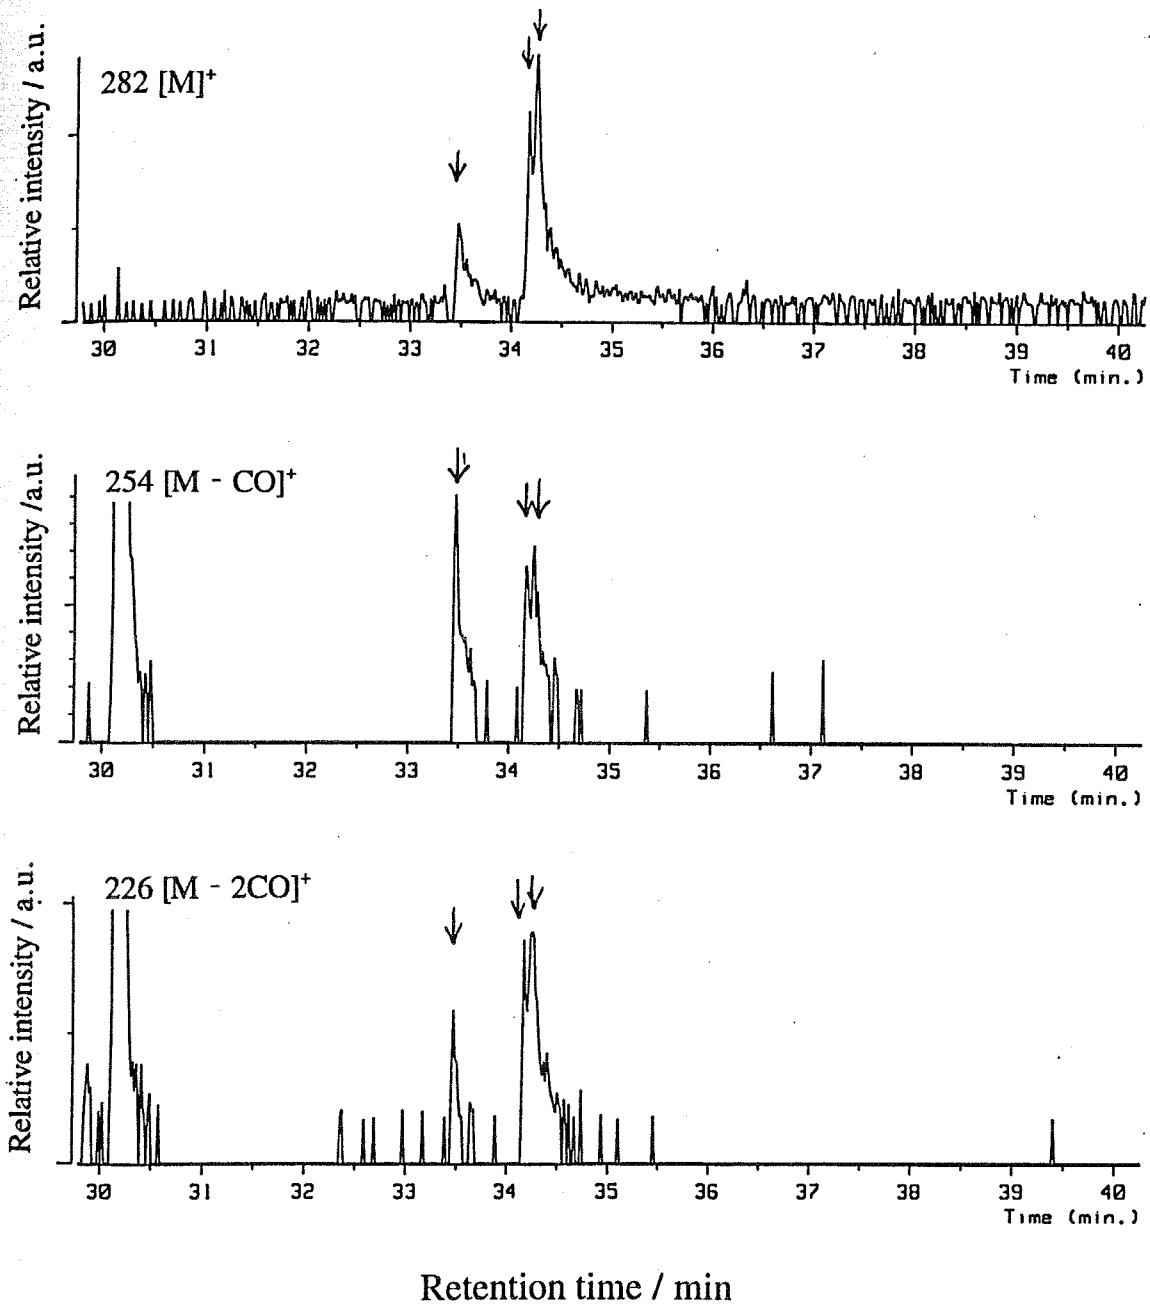 Relative intensity / a.u.
282 [M]+
30 31 32 33 34 35 36 37 38 39 40
Time (min.)
Relative intensity /a.u.
254 [M - CO]+
30 31 32 33 34 35 36 37 38 39 40
Time (min.)
Relative intensity / a.u.
226 [M - 2CO]+
30 31 32 33 34 35 36 37 38 39 40
Time (min.)
Retention time / min